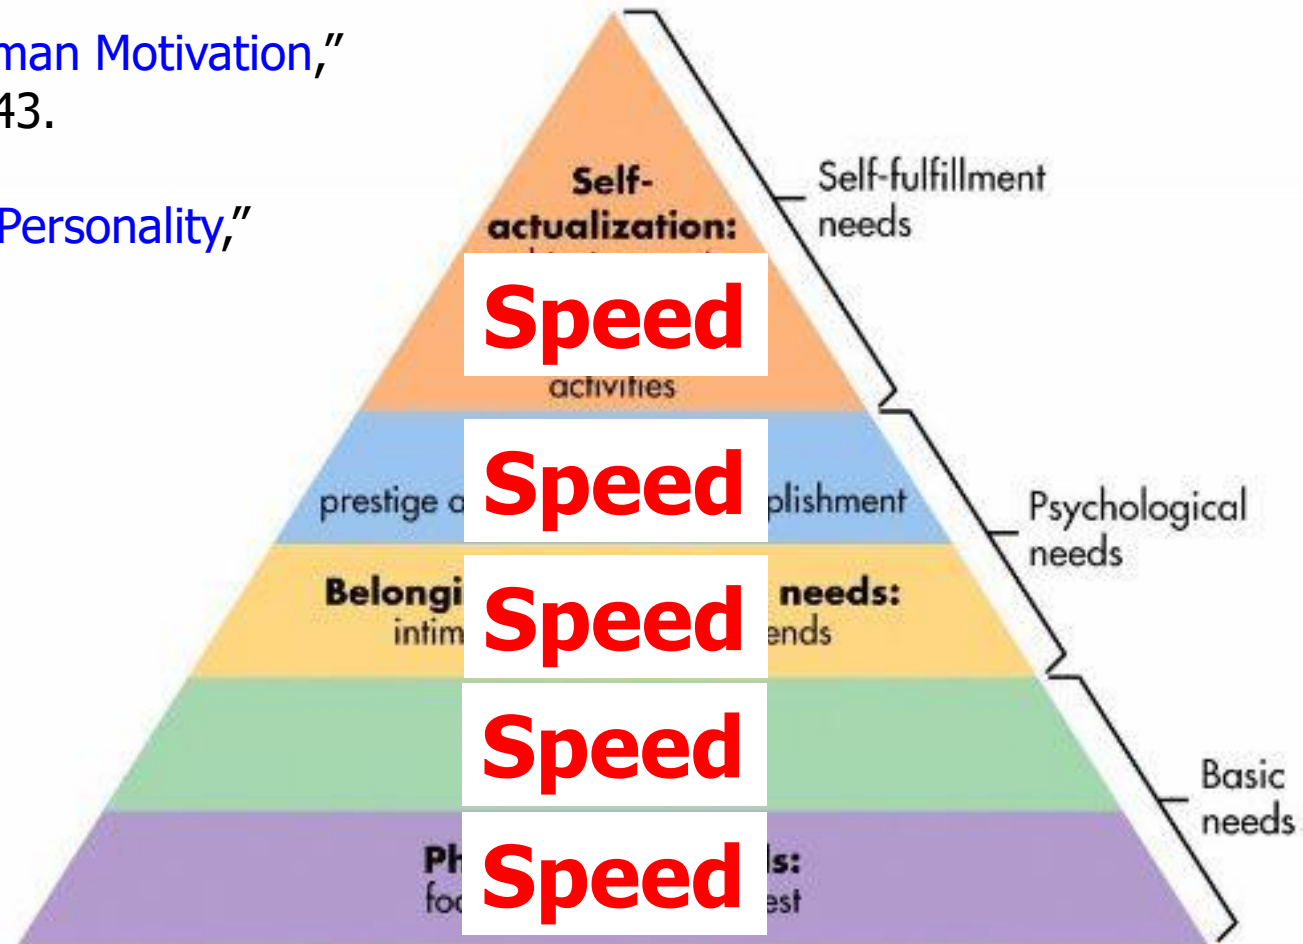 man Motivation,”
43.
Personality,”
Self-
actualization:
Speed
activities
Self-fulfillment
needs
Speed
prestige plishment
Psychological
needs
Belongi needs:
Speed
intim ends
Speed
Basic
needs
Ph s:
Speed
foo est